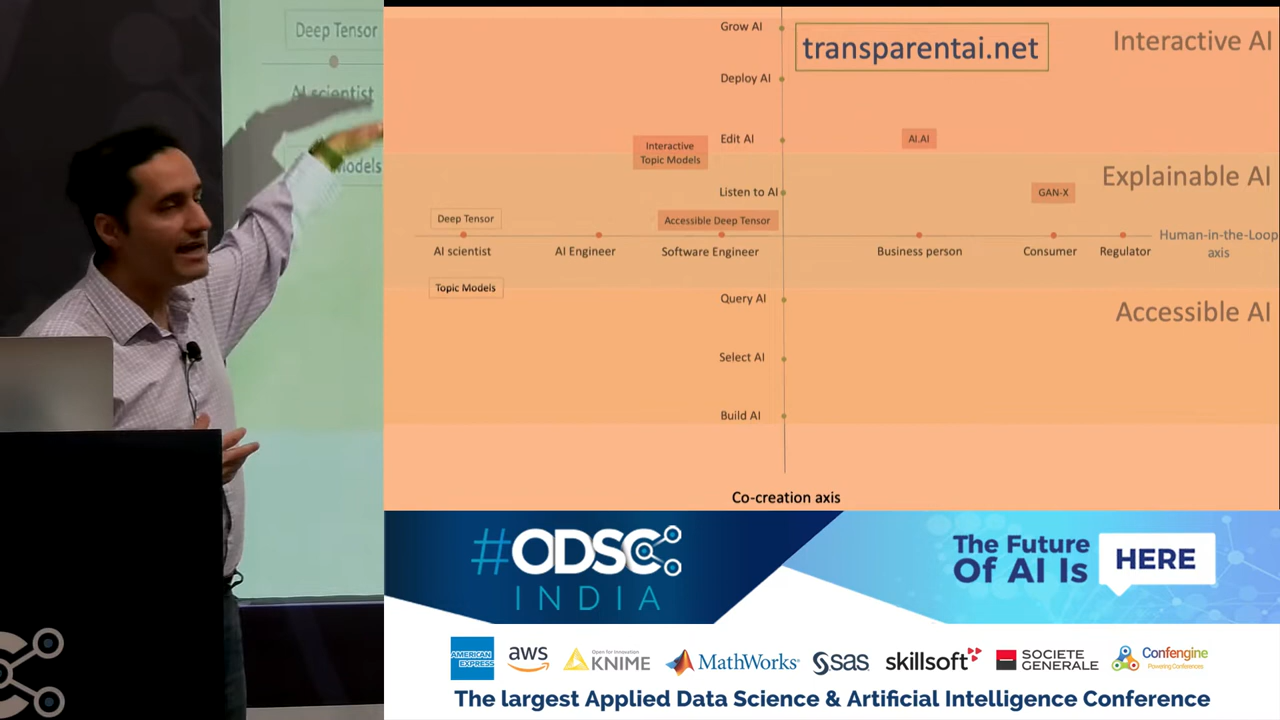 Deep Tensor
AI scientist
Models
Grow AI
transparentai.net
Interactive AI
Deploy AI
Edit AI
AI.AI
Interactive
Topic Models
Explainable AI
Listen to AI
GAN-X
Deep Tensor
Accessible Deep Tensor
AI scientist
AI Engineer
Software Engineer
Business person
Consumer
Regulator
Human-in-the-Loop
axis
Topic Models
Query AI
Accessible AI
Select AI
Build AI
Co-creation axis
#ODSC
INDIA
The Future
Of AI Is
HERE
AMERICAN
EXPRESS
aws
Open for Innovation
KNIME
MathWorks
sas
skillsoft
SOCIETE
GENERALE
Confengine
Powering Conferences
The largest Applied Data Science & Artificial Intelligence Conference